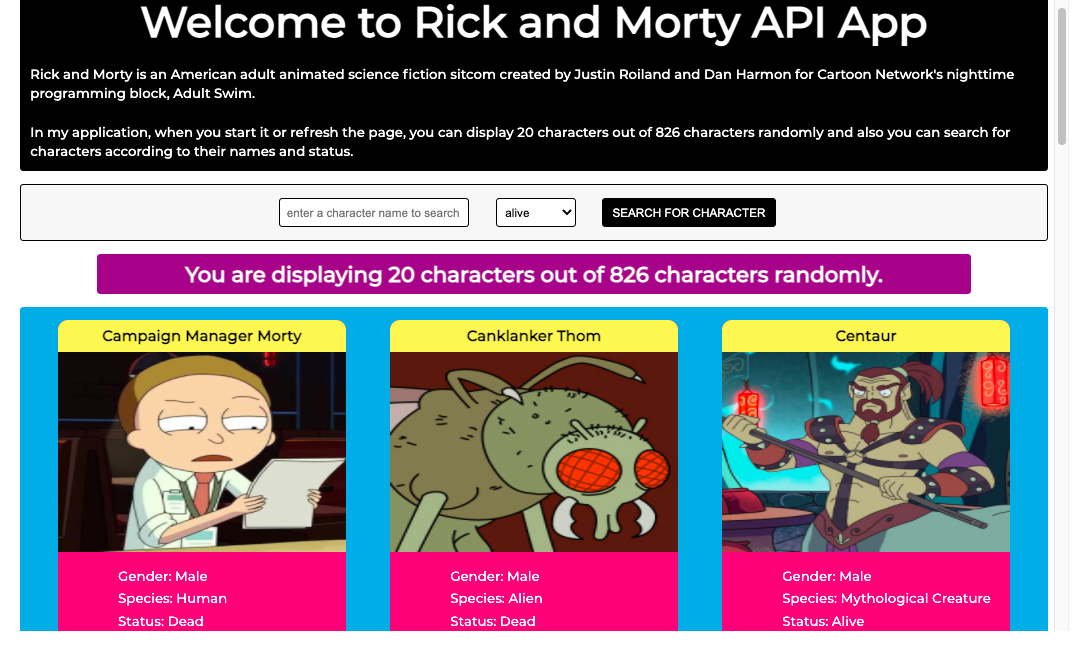 Welcome to Rick and Morty API App
Rick and Morty is an American adult animated science fiction sitcom created by Justin Roiland and Dan Harmon for Cartoon Network's nighttime
programming block, Adult Swim.
In my application, when you start it or refresh the page, you can display 20 characters out of 826 characters randomly and also you can search for
characters according to their names and status.
enter a character name to search
alive
SEARCH FOR CHARACTER
You are displaying 20 characters out of 826 characters randomly.
Campaign Manager Morty
Canklanker Thom
Centaur
Gender: Male
Species: Human
Status: Dead
Gender: Male
Species: Alien
Status: Dead
Gender: Male
Species: Mythological Creature
Status: Alive